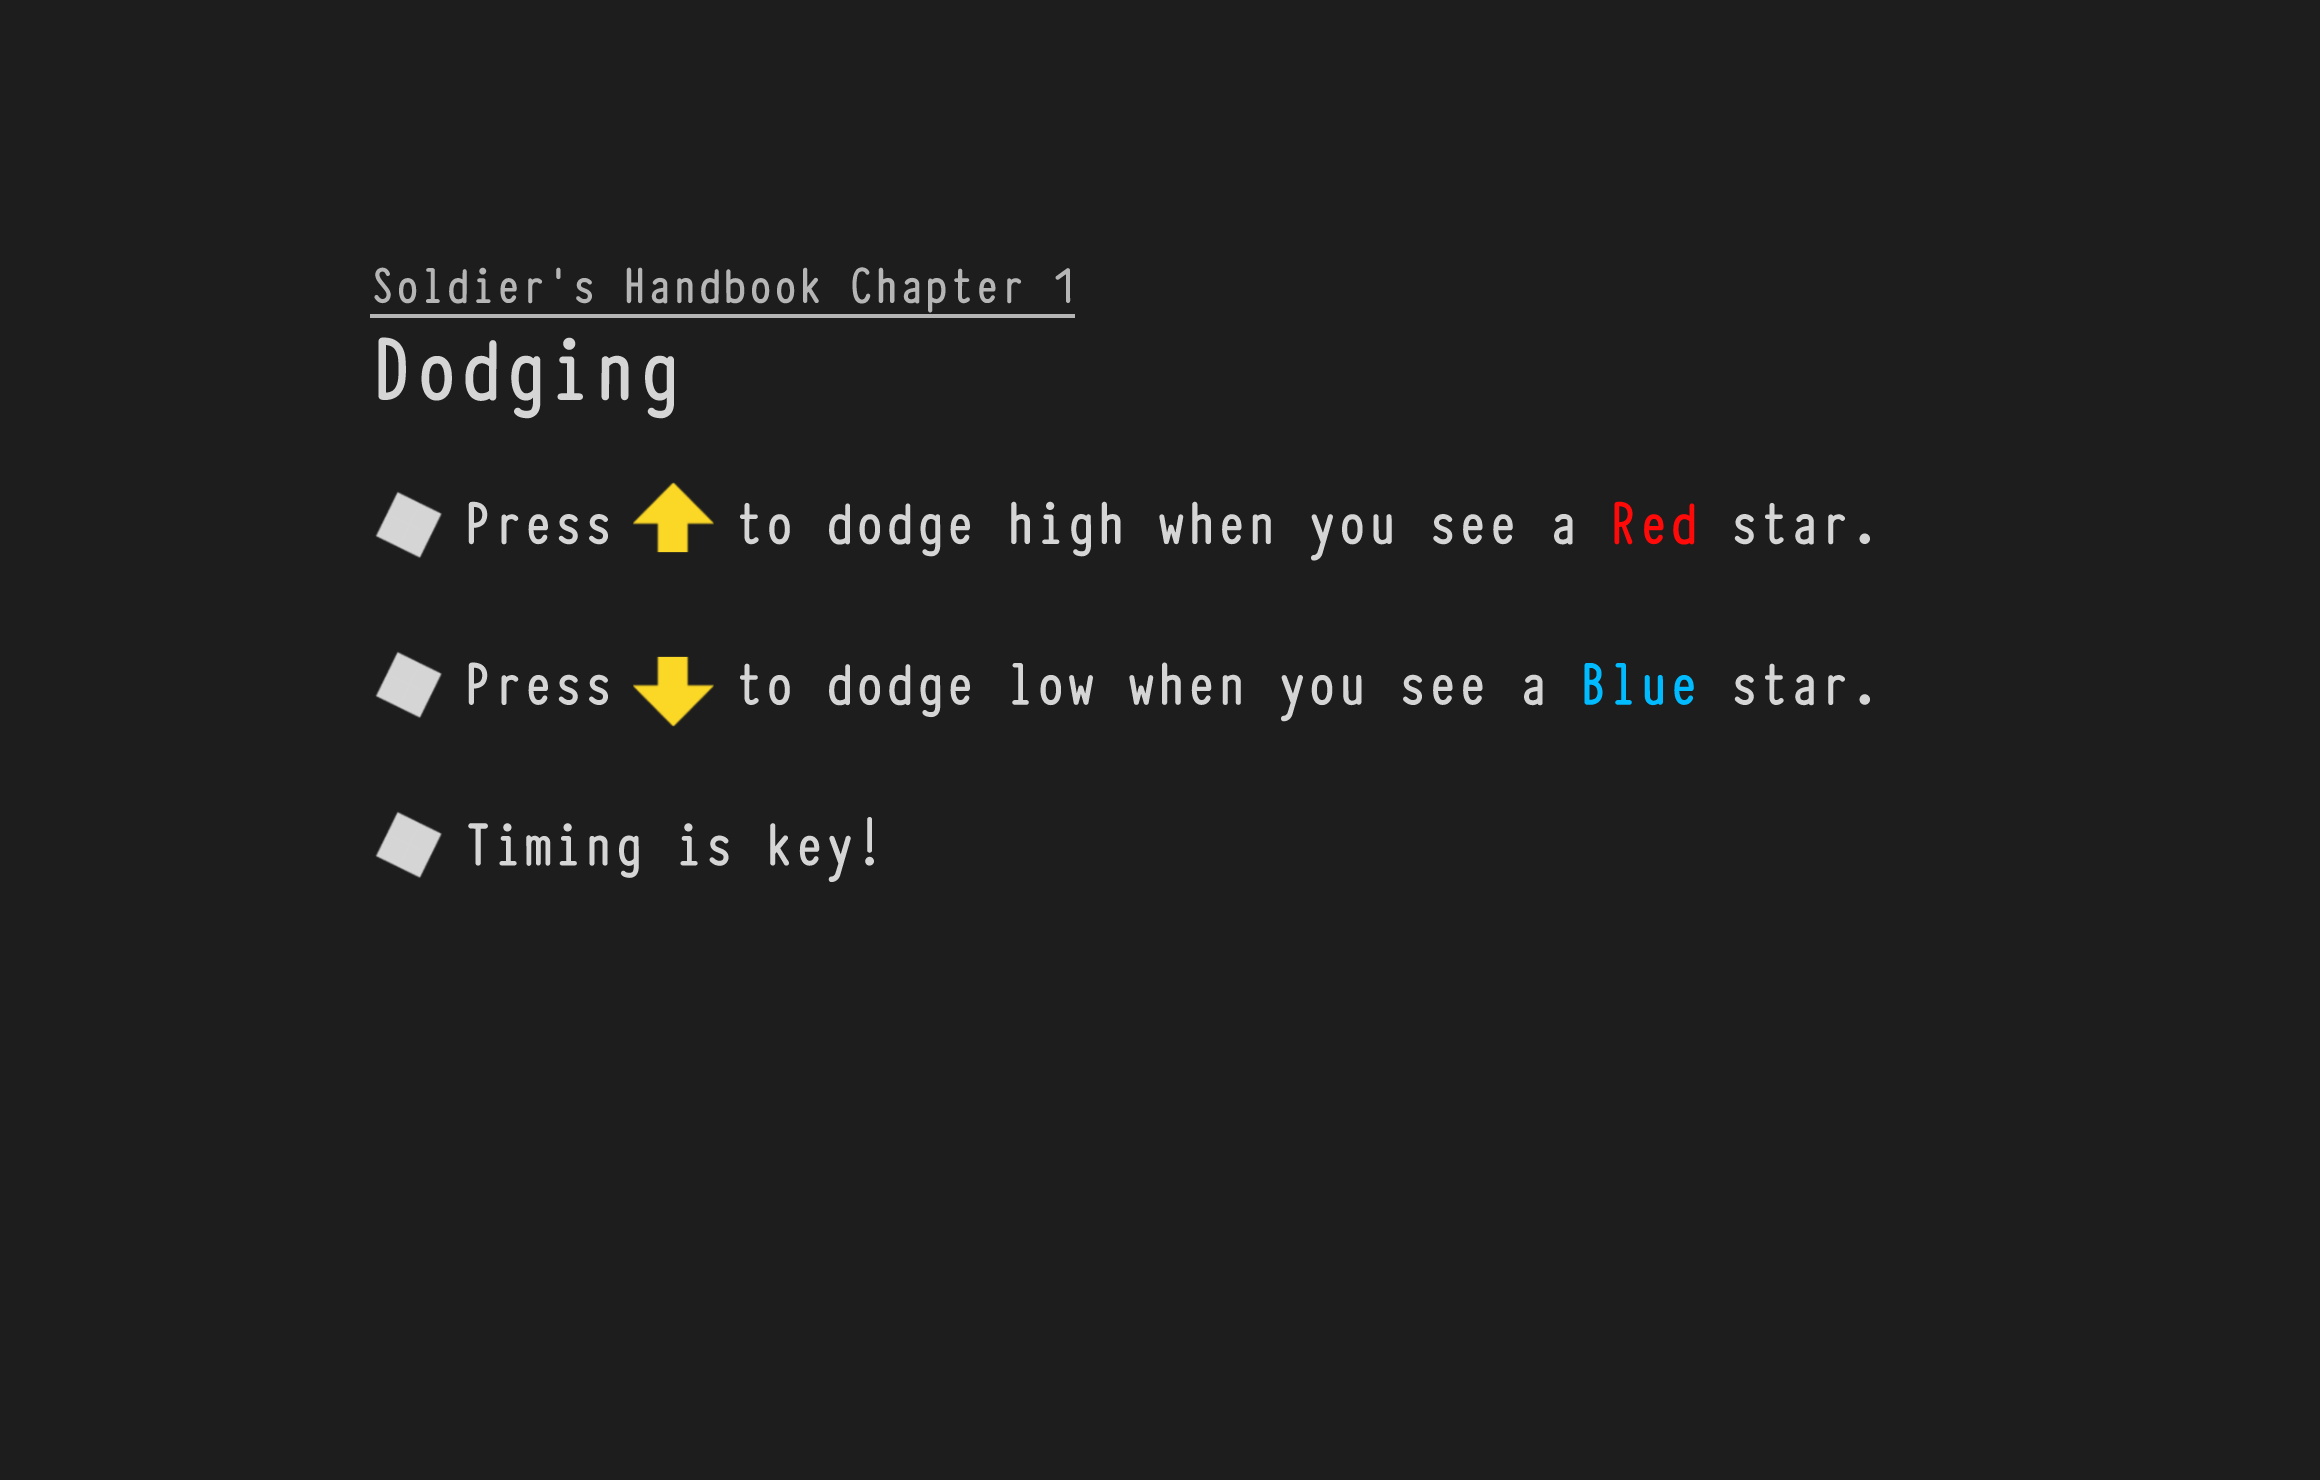 Soldier's Handbook Chapter 1
Dodging
Press ⬆ to dodge high when you see a Red star.
Press ⬇ to dodge low when you see a Blue star.
Timing is key!